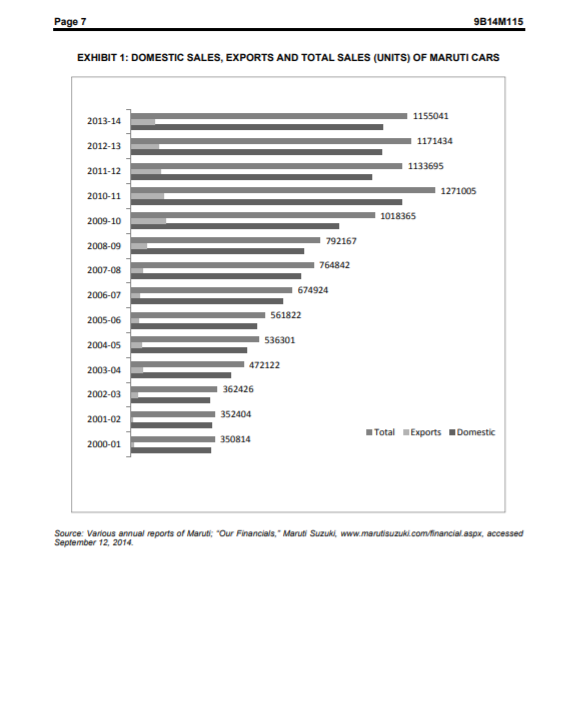 Page 7
9B14M115
EXHIBIT 1: DOMESTIC SALES, EXPORTS AND TOTAL SALES (UNITS) OF MARUTI CARS
2013-14 1155041
2012-13 1171434
2011-12 1133695
2010-11 1271005
2009-10 1018365
2008-09 792167
2007-08 764842
2006-07 674924
2005-06 561822
2004-05 536301
2003-04 472122
2002-03 362426
2001-02 352404
2000-01 350814
Total Exports Domestic
Source: Various annual reports of Maruti; "Our Financials," Maruti Suzuki, www.marutisuzuki.com/financial.aspx, accessed
September 12, 2014.